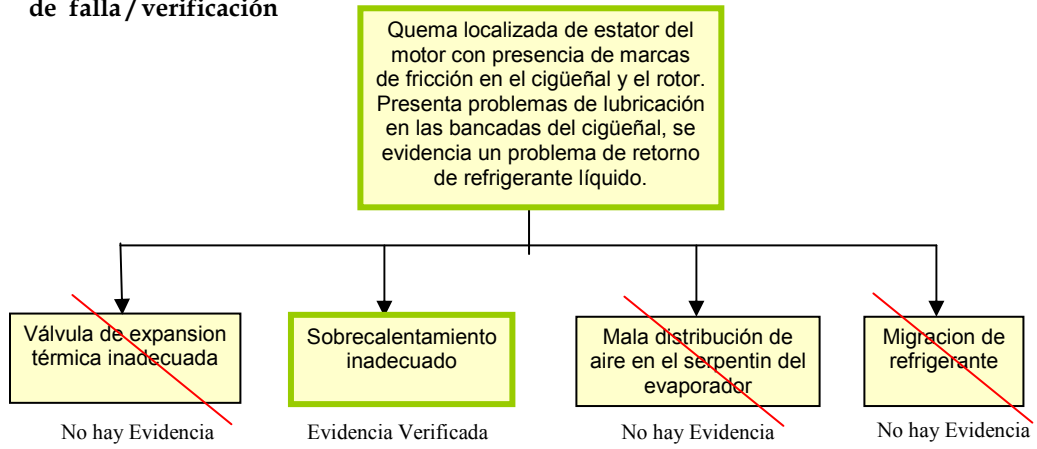 de falla / verificación
Quema localizada de estator del
motor con presencia de marcas
de fricción en el cigüeñal y el rotor.
Presenta problemas de lubricación
en las bancadas del cigüeñal, se
evidencia un problema de retorno
de refrigerante líquido.
Válvula de expansion
térmica inadecuada
Sobrecalentamiento
inadecuado
Mala distribución de
aire en el serpentin del
evaporador
Migracion de
refrigerante
No hay Evidencia
Evidencia Verificada
No hay Evidencia
No hay Evidencia